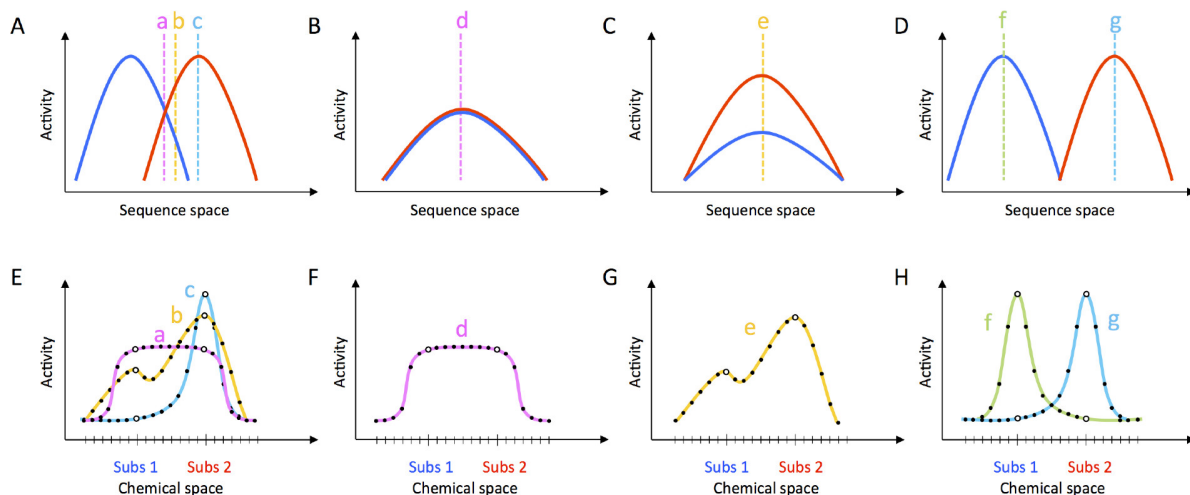 A
a
b
c
Activity
Sequence space
B
d
Activity
Sequence space
C
e
Activity
Sequence space
D
f
g
Activity
Sequence space
E
c
b
a
Activity
Subs 1 Subs 2
Chemical space
F
d
Activity
Subs 1 Subs 2
Chemical space
G
e
Activity
Subs 1 Subs 2
Chemical space
H
f
g
Activity
Subs 1 Subs 2
Chemical space